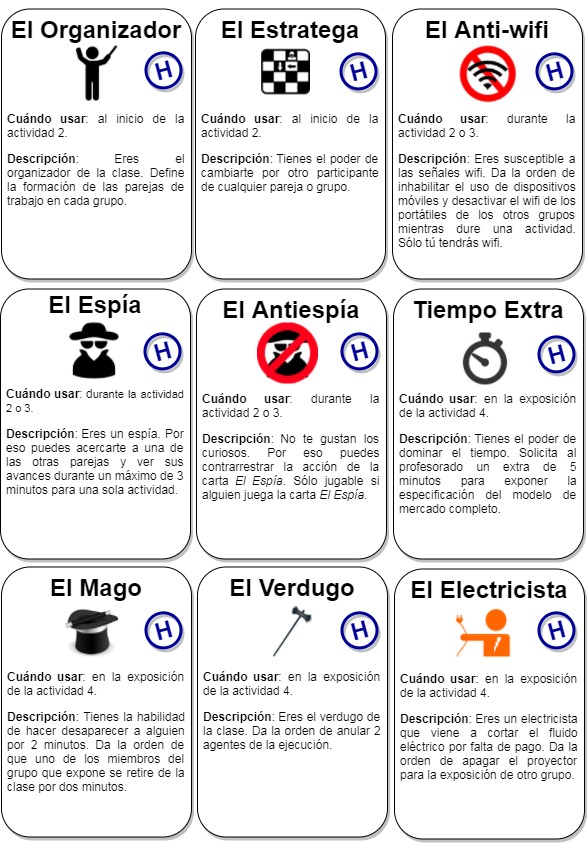 El Organizador
H
Cuándo usar: al inicio de la
actividad 2.
Descripción: Eres el
organizador de la clase. Define
la formación de las parejas de
trabajo en cada grupo.
El Estratega
H
Cuándo usar: al inicio de la
actividad 2.
Descripción: Tienes el poder de
cambiarte por otro participante
de cualquier pareja o grupo.
El Anti-wifi
H
Cuándo usar: durante la
actividad 2 o 3.
Descripción: Eres susceptible a
las señales wifi. Da la orden de
inhabilitar el uso de dispositivos
móviles y desactivar el wifi de los
portátiles de los otros grupos
mientras dure una actividad.
Sólo tú tendrás wifi.
El Espía
H
Cuándo usar: durante la actividad
2 o 3.
Descripción: Eres un espía. Por
eso puedes acercarte a una de
las otras parejas y ver sus
avances durante un máximo de 3
minutos para una sola actividad.
El Antiespía
H
Cuándo usar: durante la
actividad 2 o 3.
Descripción: No te gustan los
curiosos. Por eso puedes
contrarrestrar la acción de la
carta El Espía. Sólo jugable si
alguien juega la carta El Espía.
Tiempo Extra
H
Cuándo usar: en la exposición
de la actividad 4.
Descripción: Tienes el poder de
dominar el tiempo. Solicita al
profesorado un extra de 5
minutos para exponer la
especificación del modelo de
mercado completo.
El Mago
H
Cuándo usar: en la exposición
de la actividad 4.
Descripción: Tienes la habilidad
de hacer desaparecer a alguien
por 2 minutos. Da la orden de
que uno de los miembros del
grupo que expone se retire de la
clase por dos minutos.
El Verdugo
H
Cuándo usar: en la exposición
de la actividad 4.
Descripción: Eres el verdugo de
la clase. Da la orden de anular 2
agentes de la ejecución.
El Electricista
H
Cuándo usar: en la exposición
de la actividad 4.
Descripción: Eres un electricista
que viene a cortar el fluido
eléctrico por falta de pago. Da la
orden de apagar el proyector
para la exposición de otro grupo.